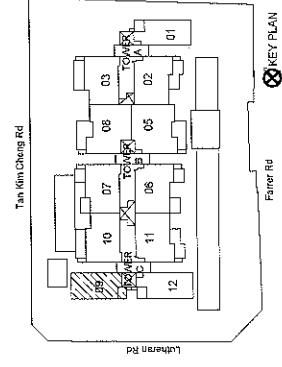 Tan Kim Cheng Rd
01
TOWER
A
03
02
08
05
TOWER
B
07
06
10
11
TOWER
C
09
12
Lutheran Rd
Farrer Rd
KEY PLAN